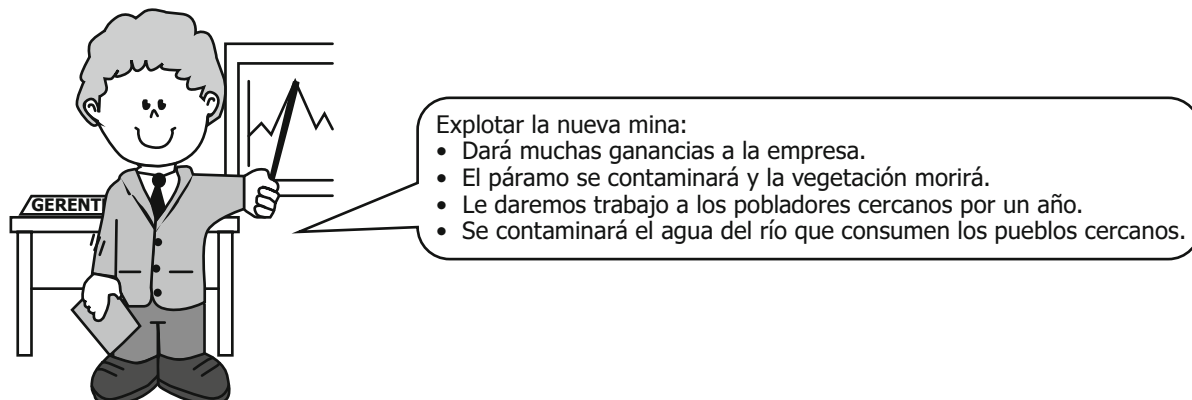 GERENT
Explotar la nueva mina:
• Dará muchas ganancias a la empresa.
• El páramo se contaminará y la vegetación morirá.
• Le daremos trabajo a los pobladores cercanos por un año.
• Se contaminará el agua del río que consumen los pueblos cercanos.